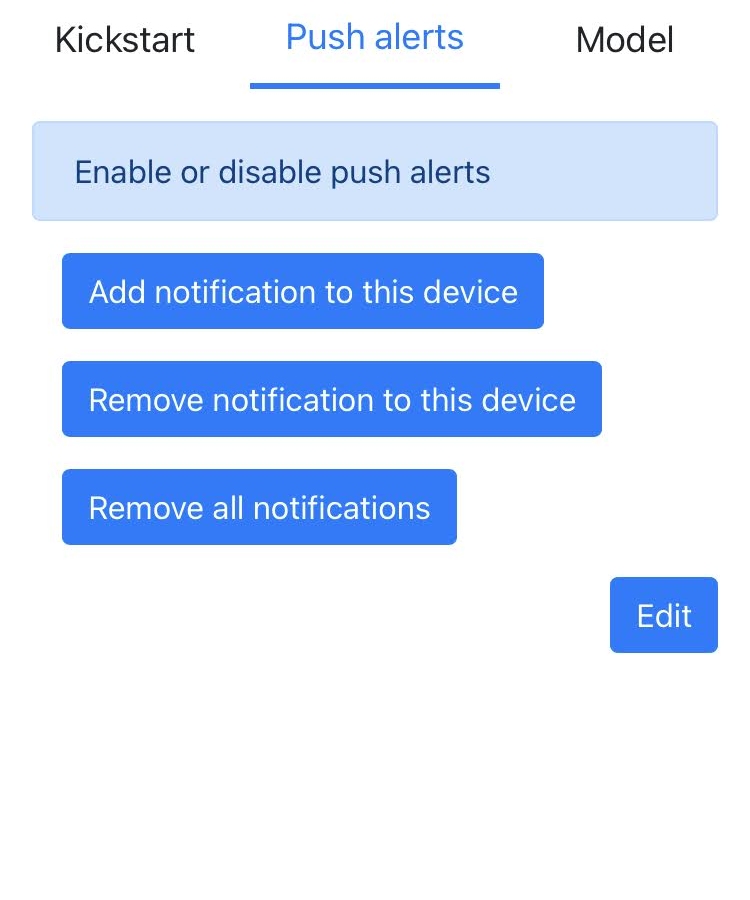 Kickstart Push alerts Model
Enable or disable push alerts
Add notification to this device
Remove notification to this device
Remove all notifications
Edit